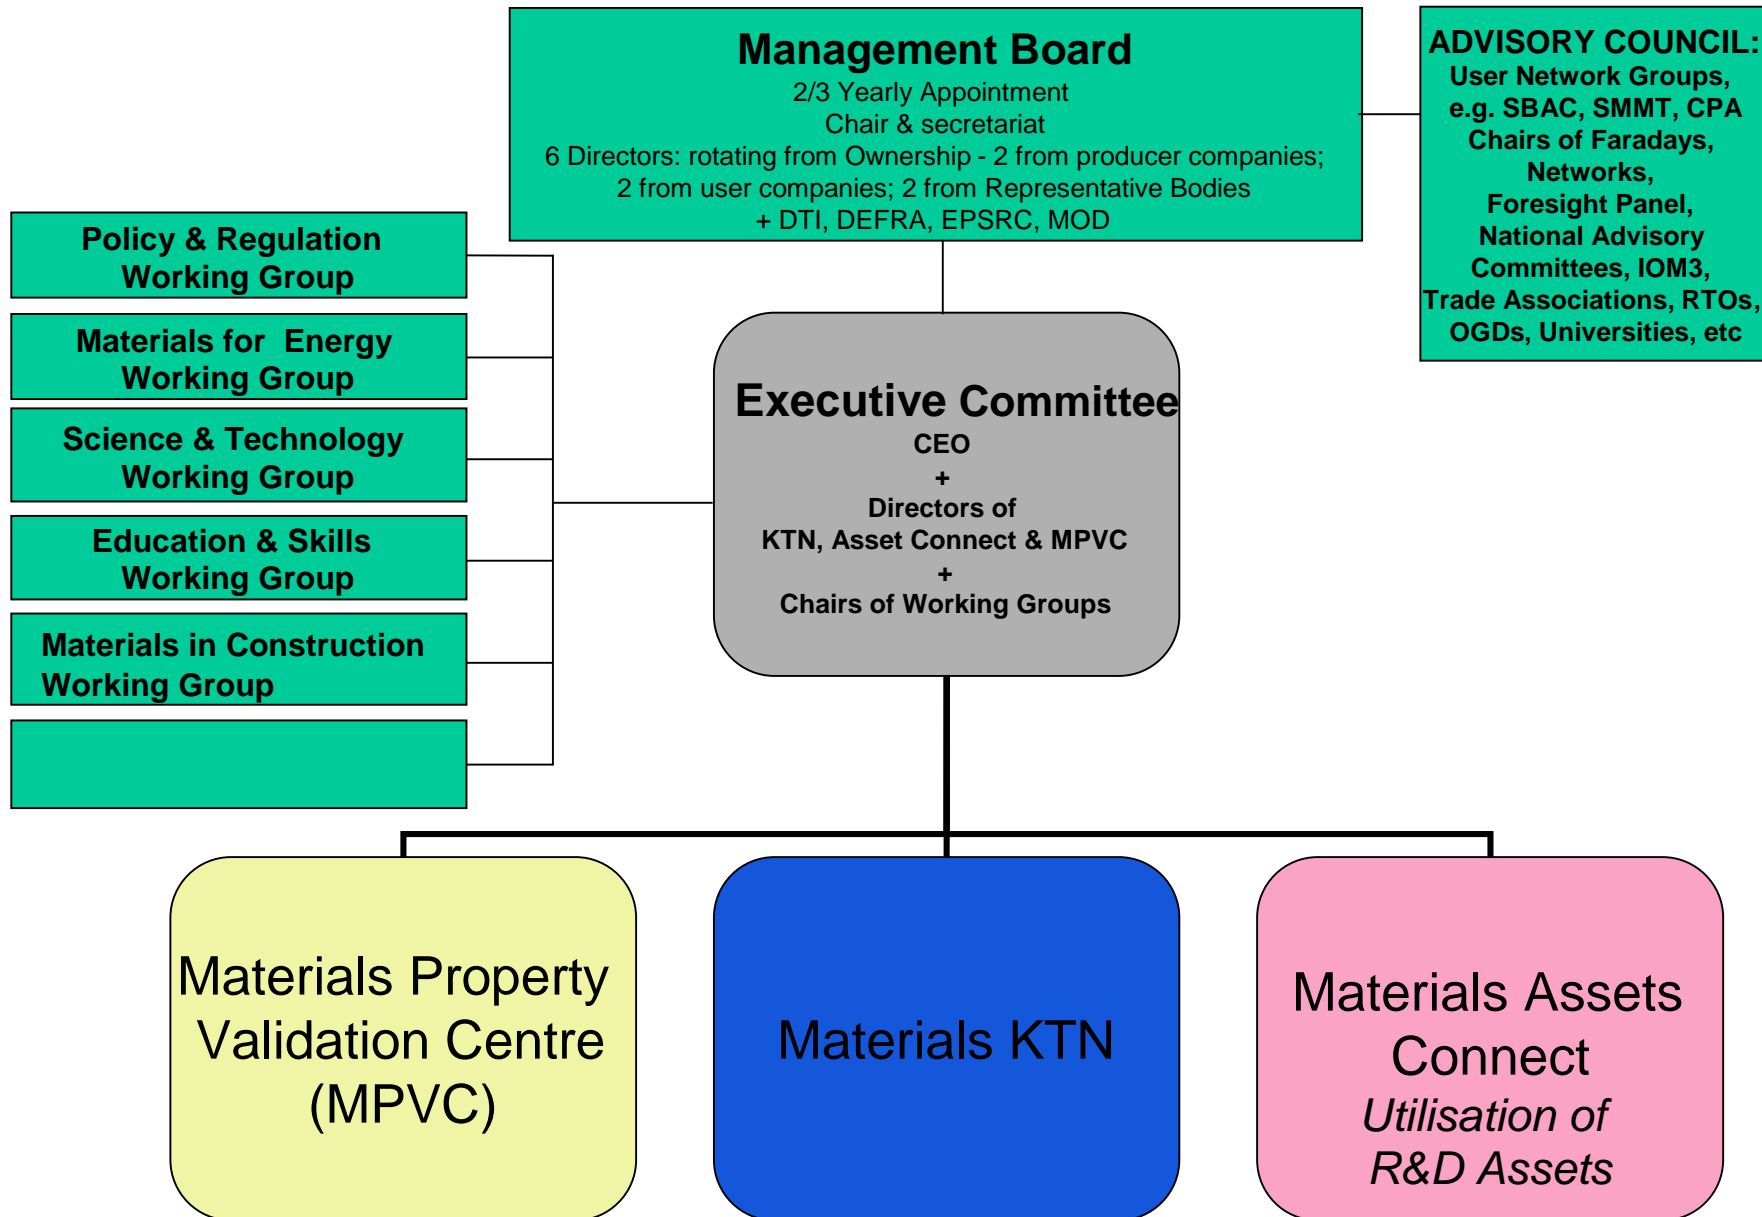 Management Board
2/3 Yearly Appointment
Chair & secretariat
6 Directors: rotating from Ownership - 2 from producer companies;
2 from user companies; 2 from Representative Bodies
+ DTI, DEFRA, EPSRC, MOD
ADVISORY COUNCIL:
User Network Groups,
e.g. SBAC, SMMT, CPA
Chairs of Faradays,
Networks,
Foresight Panel,
National Advisory
Committees, IOM3,
Trade Associations, RTOs,
OGDs, Universities, etc
Policy & Regulation
Working Group
Materials for Energy
Working Group
Science & Technology
Working Group
Education & Skills
Working Group
Materials in Construction
Working Group
Executive Committee
CEO
+
Directors of
KTN, Asset Connect & MPVC
+
Chairs of Working Groups
Materials Property
Validation Centre
(MPVC)
Materials KTN
Materials Assets
Connect
Utilisation of
R&D Assets